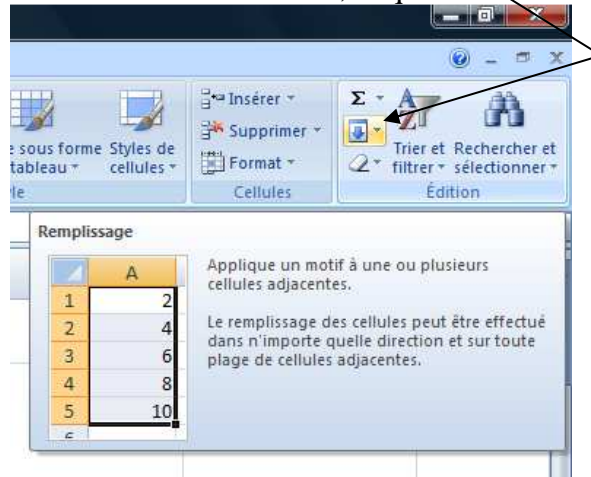 Insérer
Σ
Supprimer
e sous forme
tableau
Styles de
cellules
Format
Trier et
filtrer
Rechercher et
sélectionner
le
Cellules
Édition
Remplissage
A
1 2
2 4
3 6
4 8
5 10
6
Applique un motif à une ou plusieurs
cellules adjacentes.
Le remplissage des cellules peut être effectué
dans n'importe quelle direction et sur toute
plage de cellules adjacentes.